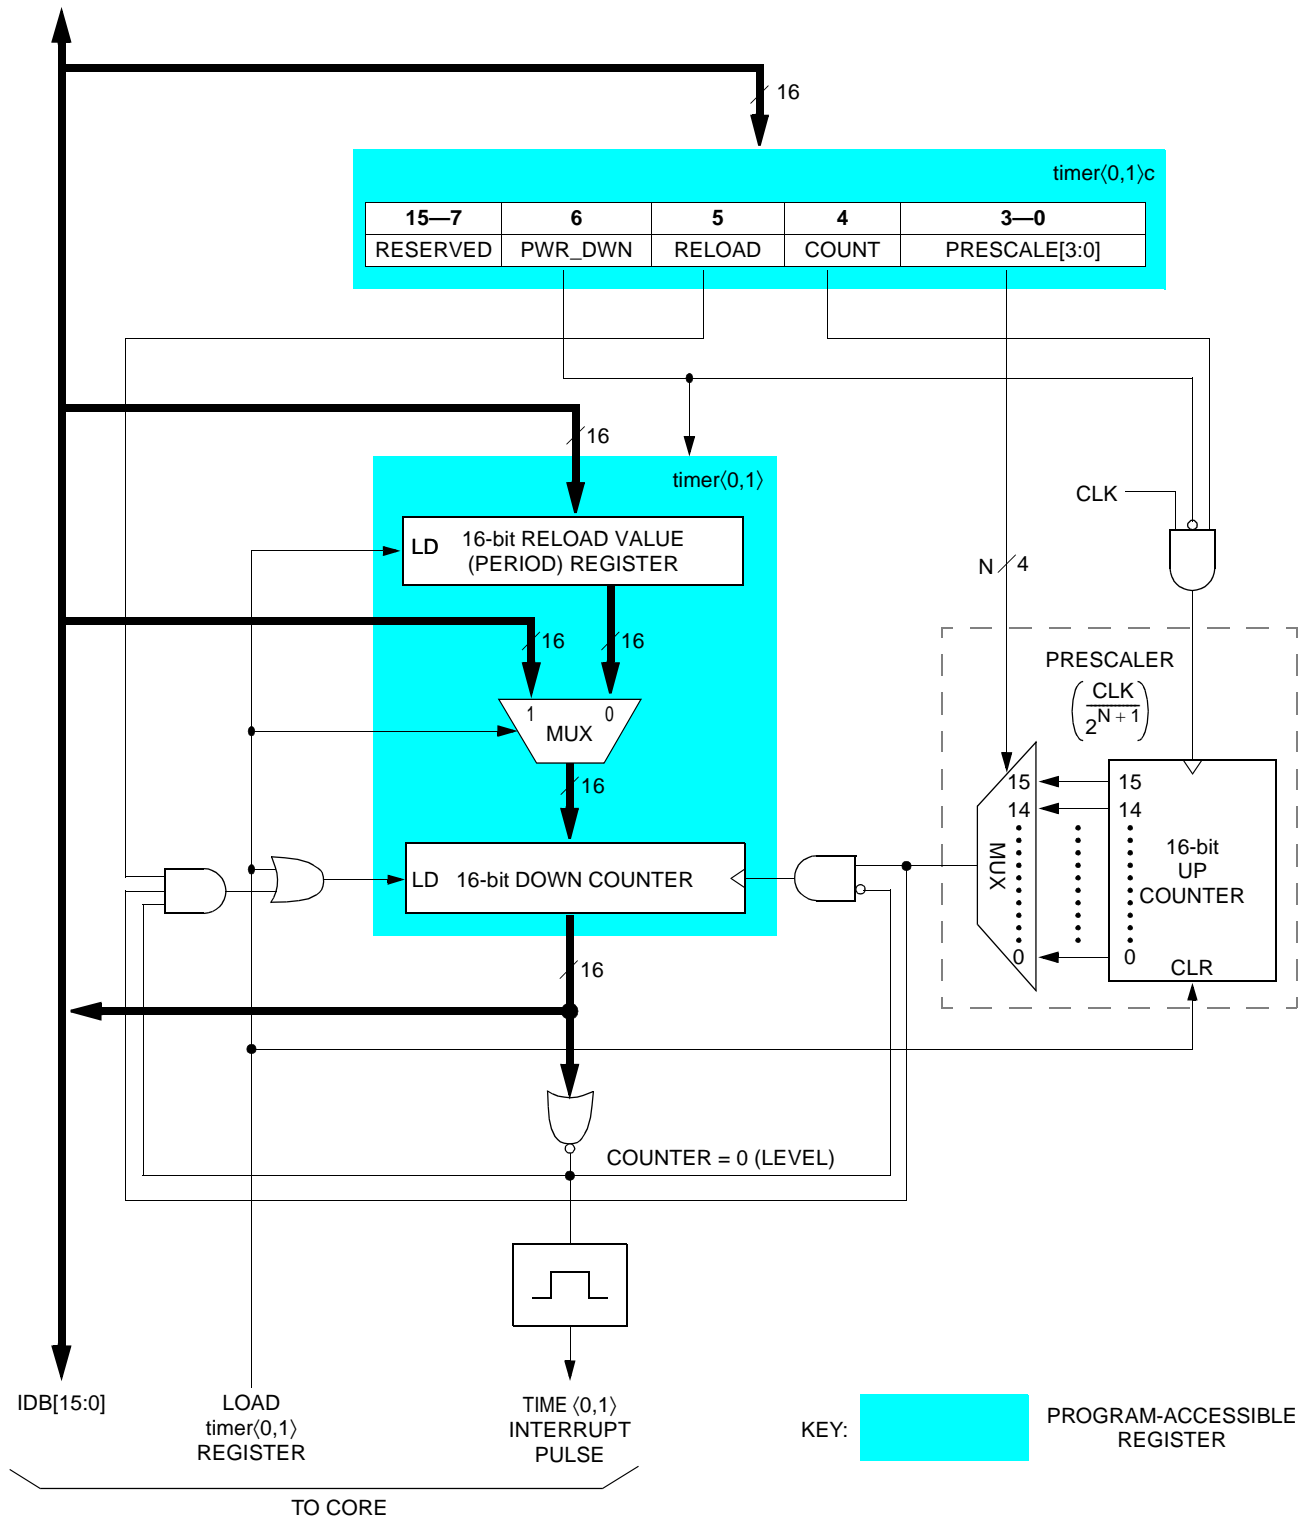 16
timer⟨0,1⟩c
15—7 6 5 4 3—0
RESERVED PWR_DWN RELOAD COUNT PRESCALE[3:0]
16
timer⟨0,1⟩
CLK
LD 16-bit RELOAD VALUE
(PERIOD) REGISTER
N 4
16 16
PRESCALER
CLK
2^N + 1
1 0
MUX
16
15 15
14 14
MUX
16-bit
UP
COUNTER
LD 16-bit DOWN COUNTER
0 0
CLR
16
COUNTER = 0 (LEVEL)
IDB[15:0]
LOAD
timer⟨0,1⟩
REGISTER
TIME ⟨0,1⟩
INTERRUPT
PULSE
KEY:
PROGRAM-ACCESSIBLE
REGISTER
TO CORE